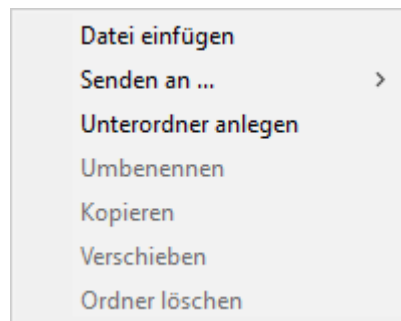 Datei einfügen
Senden an ...
Unterordner anlegen
Umbenennen
Kopieren
Verschieben
Ordner löschen